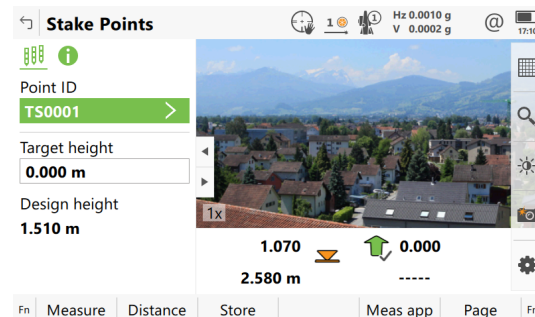 Stake Points
1
1
Hz 0.0010 g
V 0.0002 g
@
17:10
Point ID
TS0001
Target height
0.000 m
Design height
1.510 m
1x
1.070
0.000
2.580 m
-----
Fn
Measure
Distance
Store
Meas app
Page
Fn